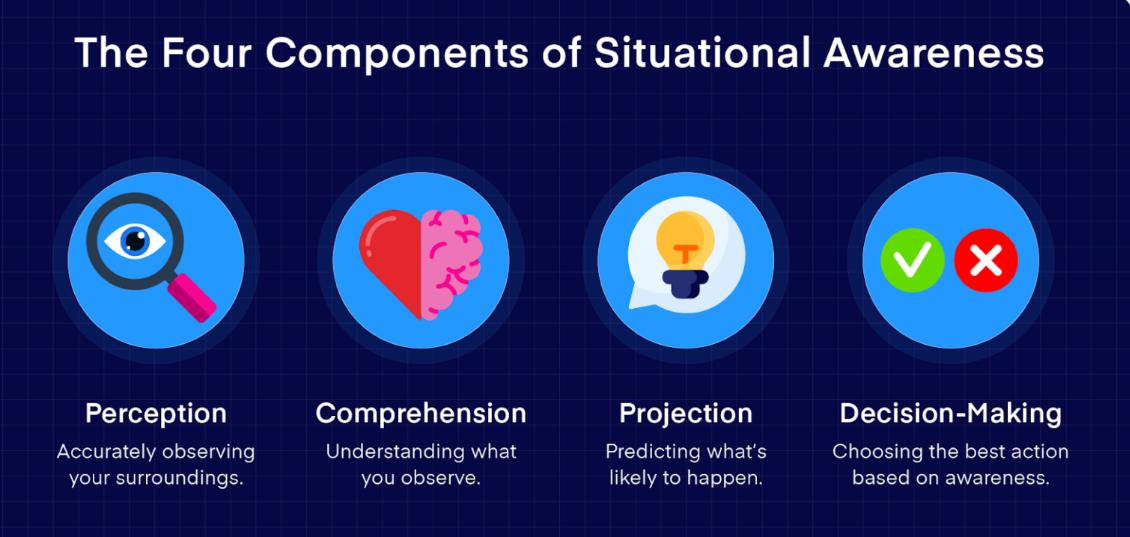 The Four Components of Situational Awareness
Perception
Accurately observing
your surroundings.
Comprehension
Understanding what
you observe.
Projection
Predicting what's
likely to happen.
Decision-Making
Choosing the best action
based on awareness.